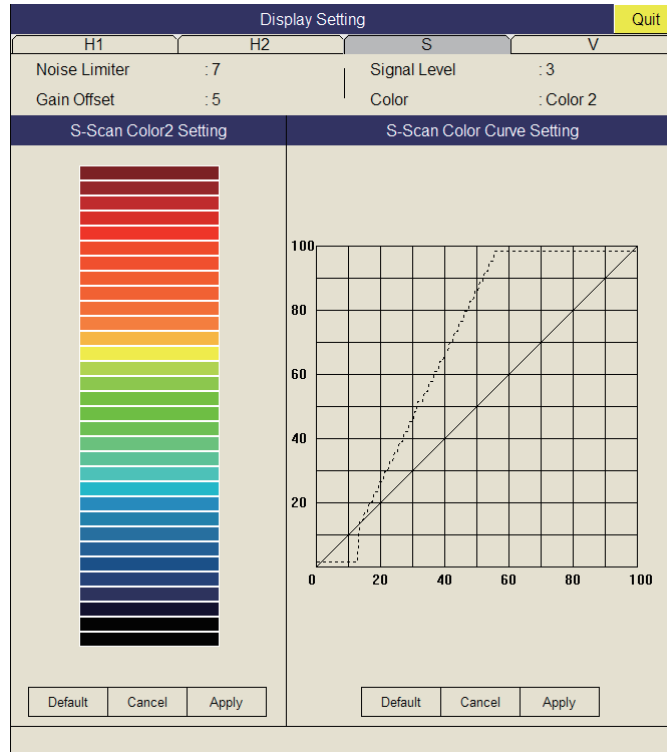 Display Setting Quit
H1 H2 S V
Noise Limiter : 7 Signal Level : 3
Gain Offset : 5 Color : Color 2
S-Scan Color2 Setting S-Scan Color Curve Setting
100
80
60
40
20
0 20 40 60 80 100
Default Cancel Apply Default Cancel Apply